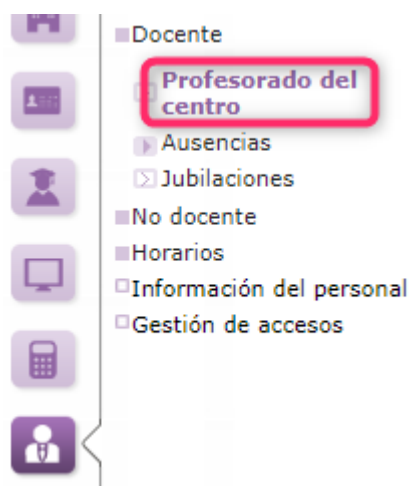 Docente
Profesorado del
centro
Ausencias
Jubilaciones
No docente
Horarios
Información del personal
Gestión de accesos